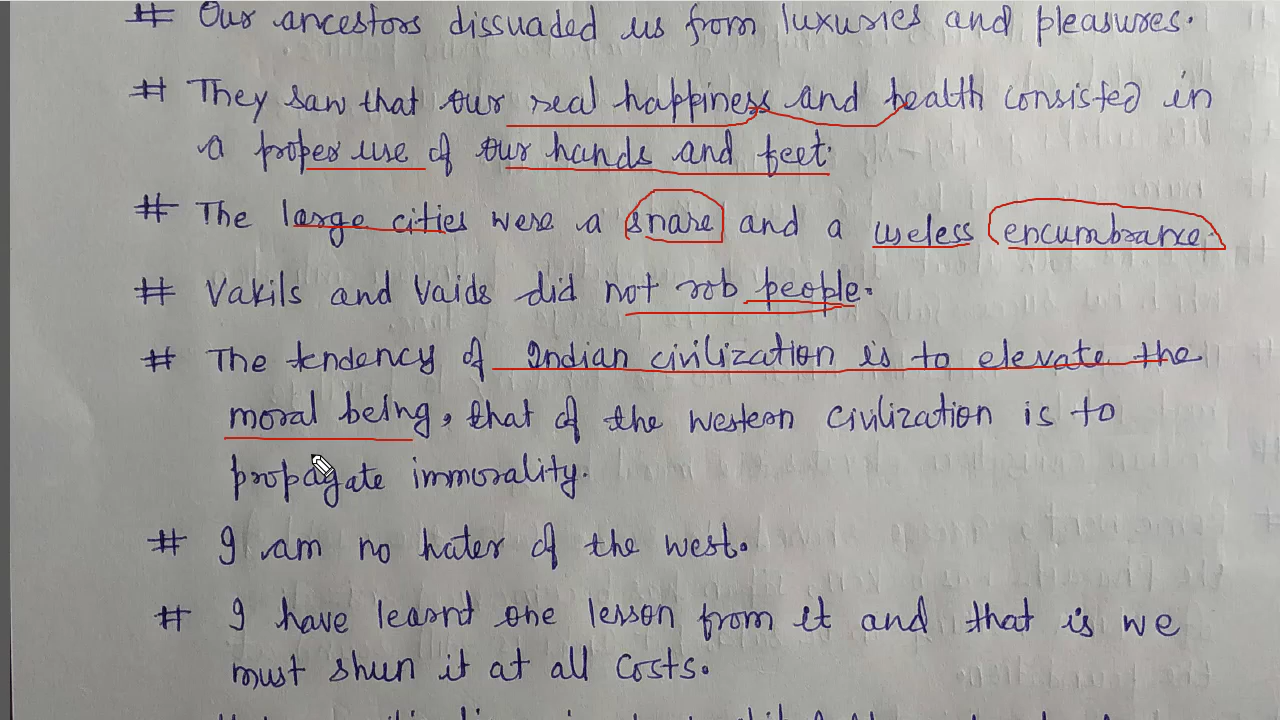 # Our ancestors dissuaded us from luxuries and pleasures.
# They saw that our real happiness and health consisted in
a proper use of our hands and feet.
# The large cities were a snare and a useless encumbrance.
# Vakils and Vaids did not rob people.
# The tendency of Indian civilization is to elevate the
moral being, that of the western civilization is to
propagate immorality.
# I am no hater of the west.
# I have learnt one lesson from it and that is we
must shun it at all costs.